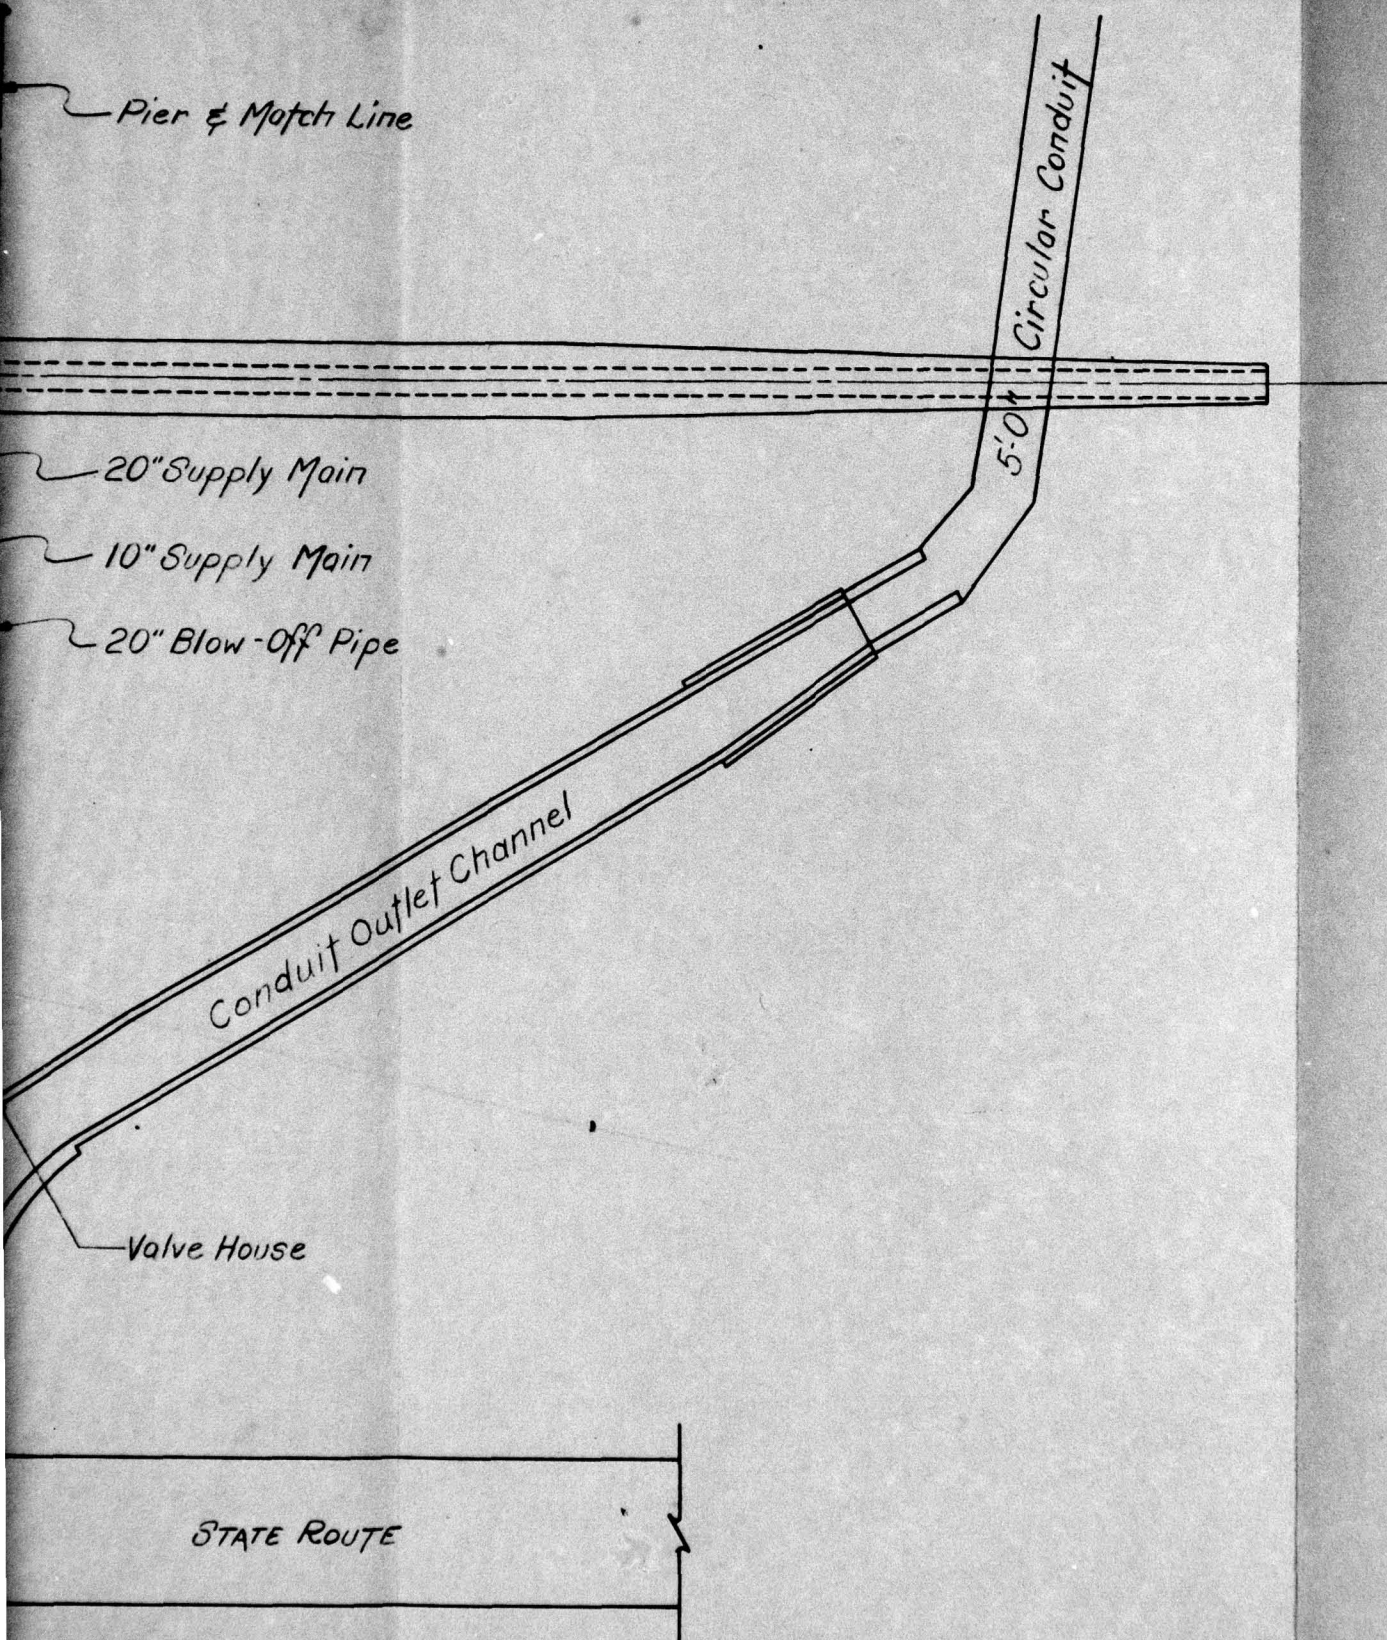 Pier & Match Line
5'-0" Circular Conduit
20" Supply Main
10" Supply Main
20" Blow-Off Pipe
Conduit Outlet Channel
Valve House
STATE ROUTE